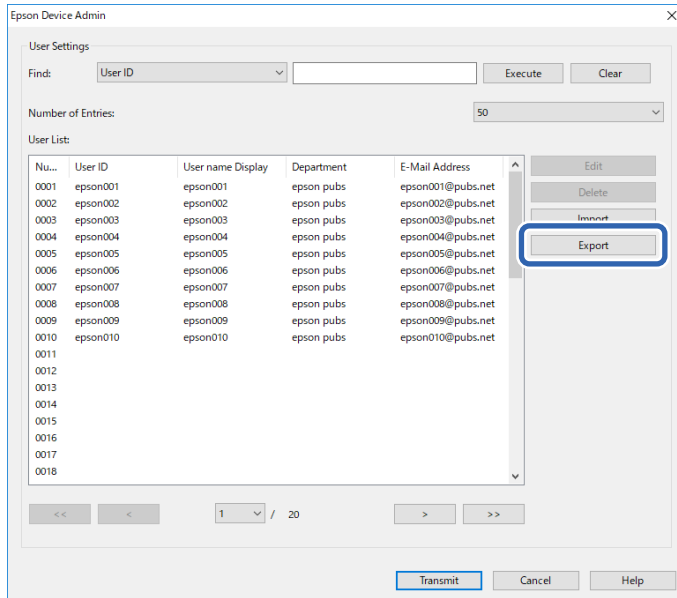 Epson Device Admin
User Settings
Find: User ID Execute Clear
Number of Entries: 50
User List:
Nu... User ID User name Display Department E-Mail Address Edit
0001 epson001 epson001 epson pubs epson001@pubs.net
0002 epson002 epson002 epson pubs epson002@pubs.net Delete
0003 epson003 epson003 epson pubs epson003@pubs.net Import
0004 epson004 epson004 epson pubs epson004@pubs.net
0005 epson005 epson005 epson pubs epson005@pubs.net Export
0006 epson006 epson006 epson pubs epson006@pubs.net
0007 epson007 epson007 epson pubs epson007@pubs.net
0008 epson008 epson008 epson pubs epson008@pubs.net
0009 epson009 epson009 epson pubs epson009@pubs.net
0010 epson010 epson010 epson pubs epson010@pubs.net
0011
0012
0013
0014
0015
0016
0017
0018
<< < 1 / 20 > >>
Transmit Cancel Help